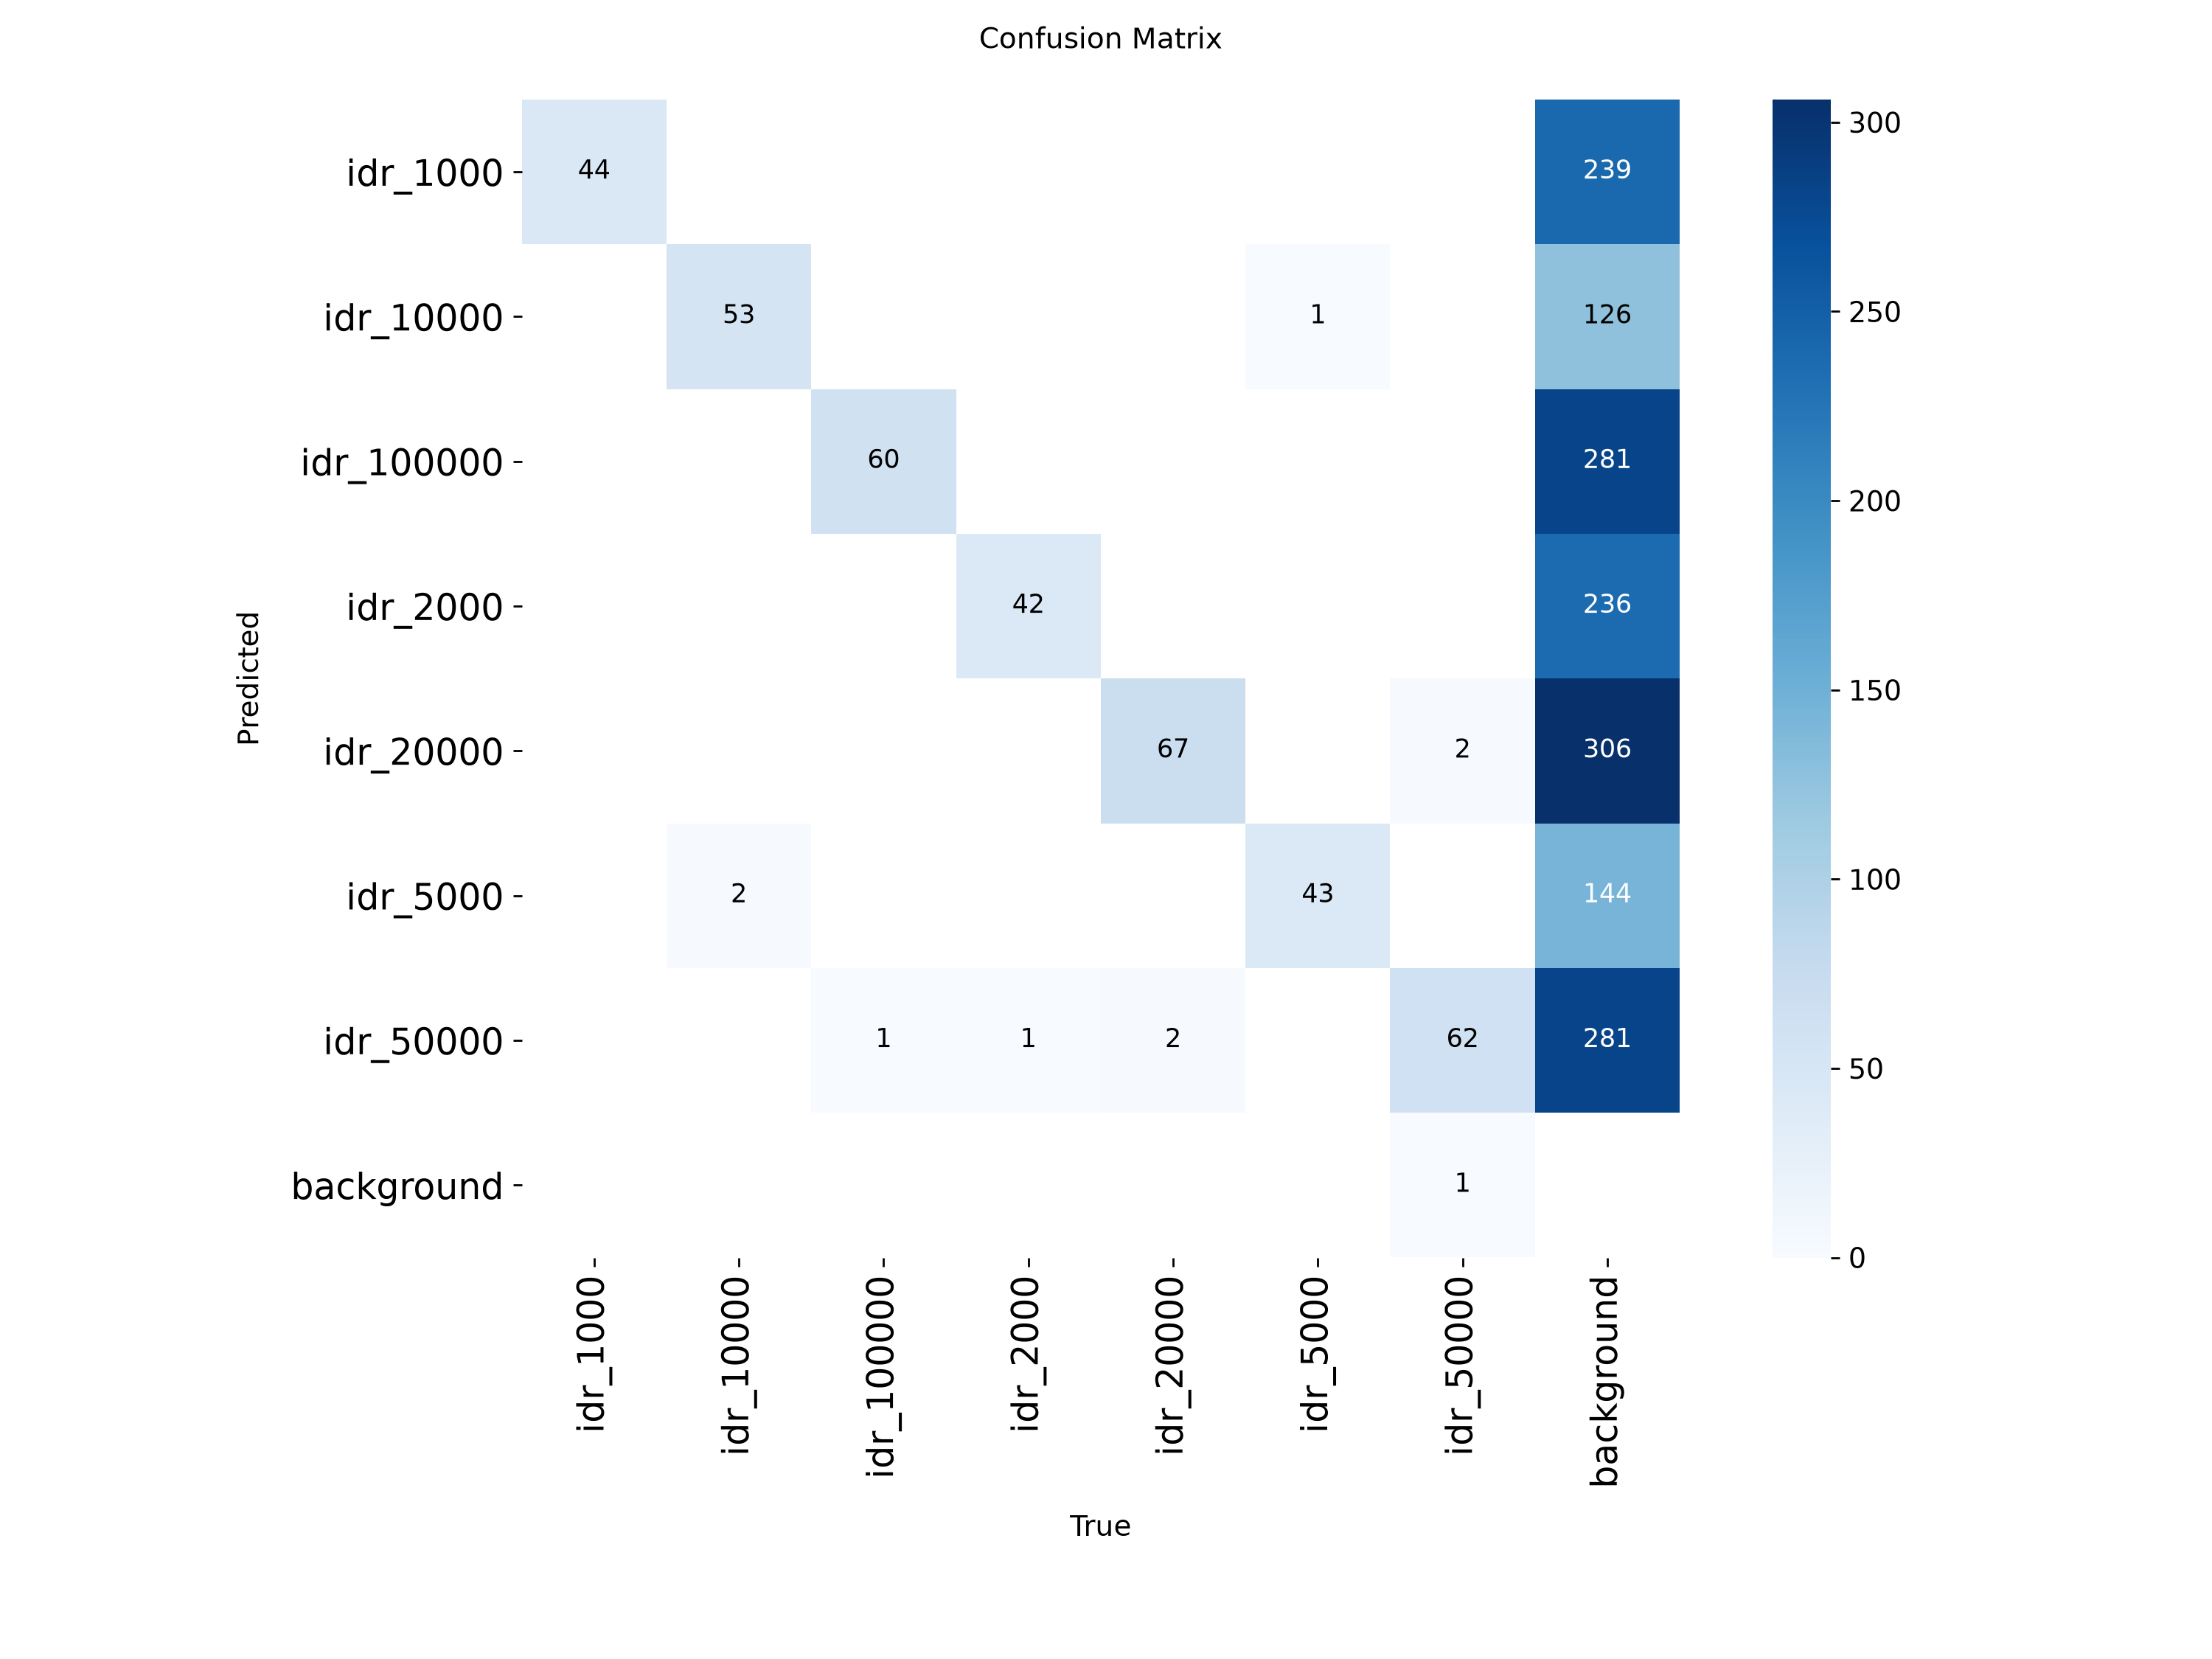 Confusion Matrix
idr_1000 44 239
idr_10000 53 1 126
idr_100000 60 281
idr_2000 42 236
idr_20000 67 2 306
idr_5000 2 43 144
idr_50000 1 1 2 62 281
background 1
Predicted
idr_1000 idr_10000 idr_100000 idr_2000 idr_20000 idr_5000 idr_50000 background
True
300
250
200
150
100
50
0